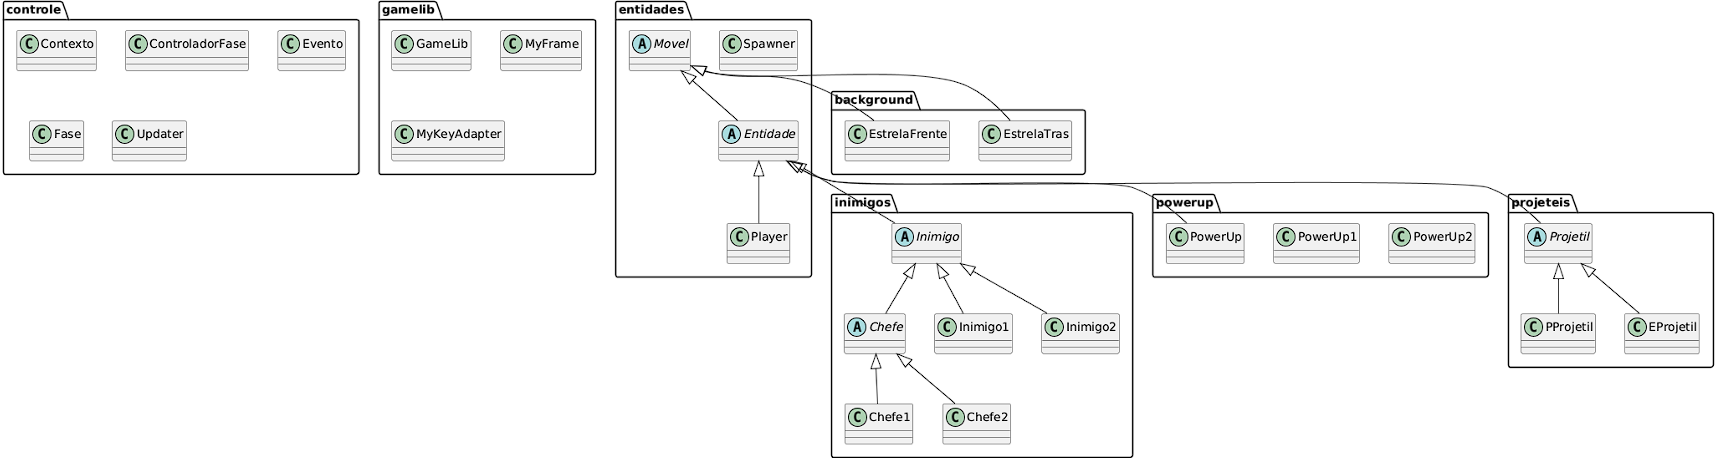 controle
C Contexto
C ControladorFase
C Evento
C Fase
C Updater
gamelib
C GameLib
C MyFrame
C MyKeyAdapter
entidades
A Movel
C Spawner
A Entidade
C Player
background
C EstrelaFrente
C EstrelaTras
inimigos
A Inimigo
A Chefe
C Inimigo1
C Inimigo2
C Chefe1
C Chefe2
powerup
C PowerUp
C PowerUp1
C PowerUp2
projeteis
A Projetil
C PProjetil
C EProjetil